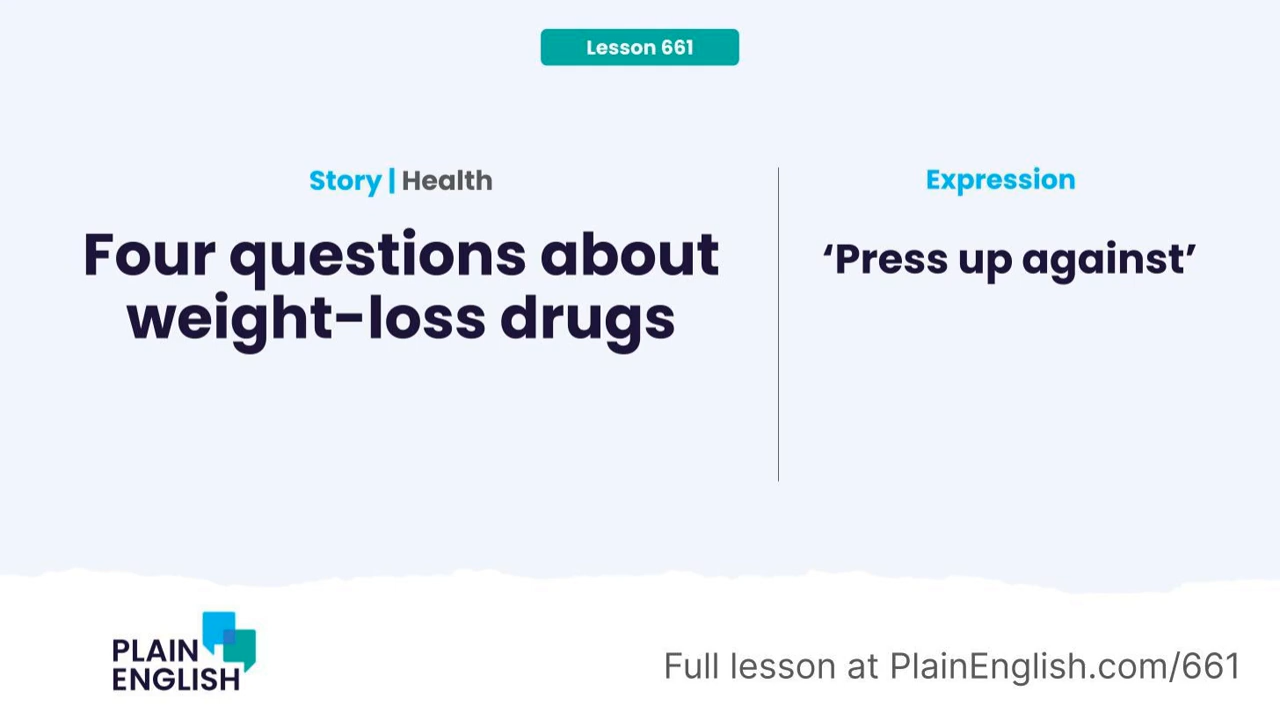 Lesson 661
Story | Health
Four questions about
weight-loss drugs
Expression
‘Press up against’
PLAIN
ENGLISH
Full lesson at PlainEnglish.com/661